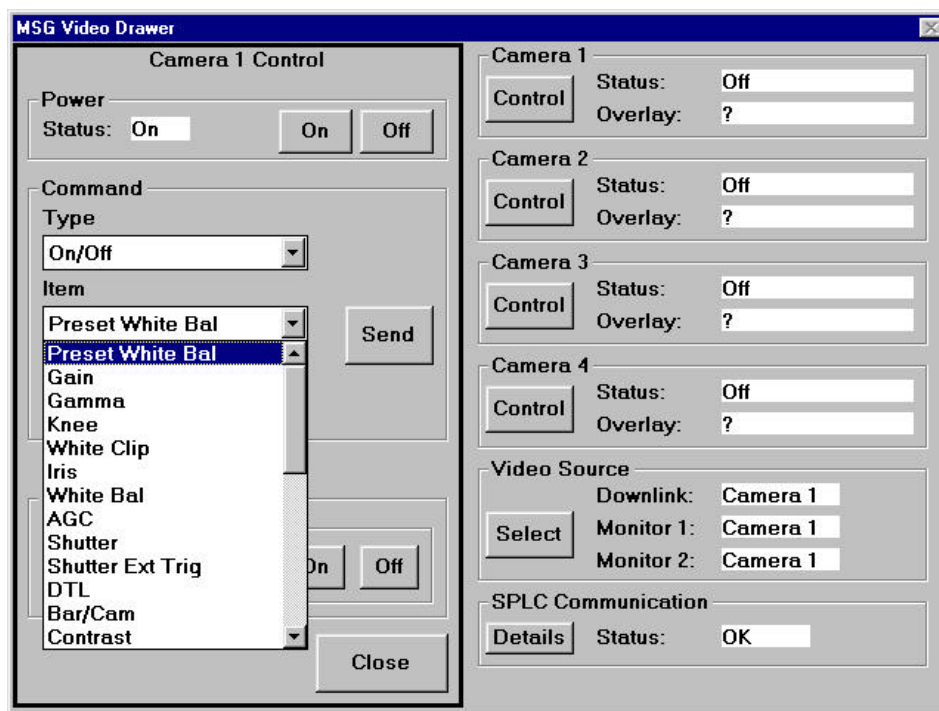 MSG Video Drawer
Camera 1 Control
Power
Status: On
On Off
Command
Type
On/Off
Item
Preset White Bal
Send
Preset White Bal
Gain
Gamma
Knee
White Clip
Iris
White Bal
AGC
Shutter
Shutter Ext Trig
DTL
Bar/Cam
Contrast
Off
Close
Camera 1
Control
Status: Off
Overlay: ?
Camera 2
Control
Status: Off
Overlay: ?
Camera 3
Control
Status: Off
Overlay: ?
Camera 4
Control
Status: Off
Overlay: ?
Video Source
Select
Downlink: Camera 1
Monitor 1: Camera 1
Monitor 2: Camera 1
SPLC Communication
Details
Status: OK